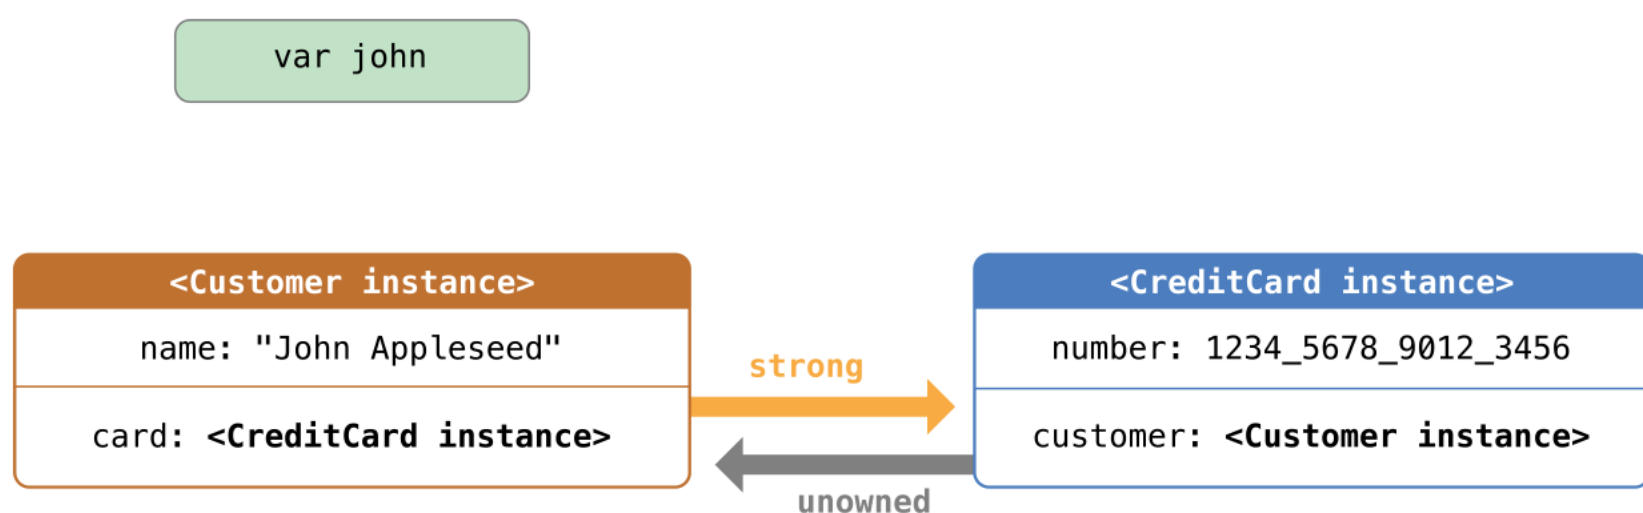 var john
<Customer instance>
name: "John Appleseed"
card: <CreditCard instance>
strong
unowned
<CreditCard instance>
number: 1234_5678_9012_3456
customer: <Customer instance>